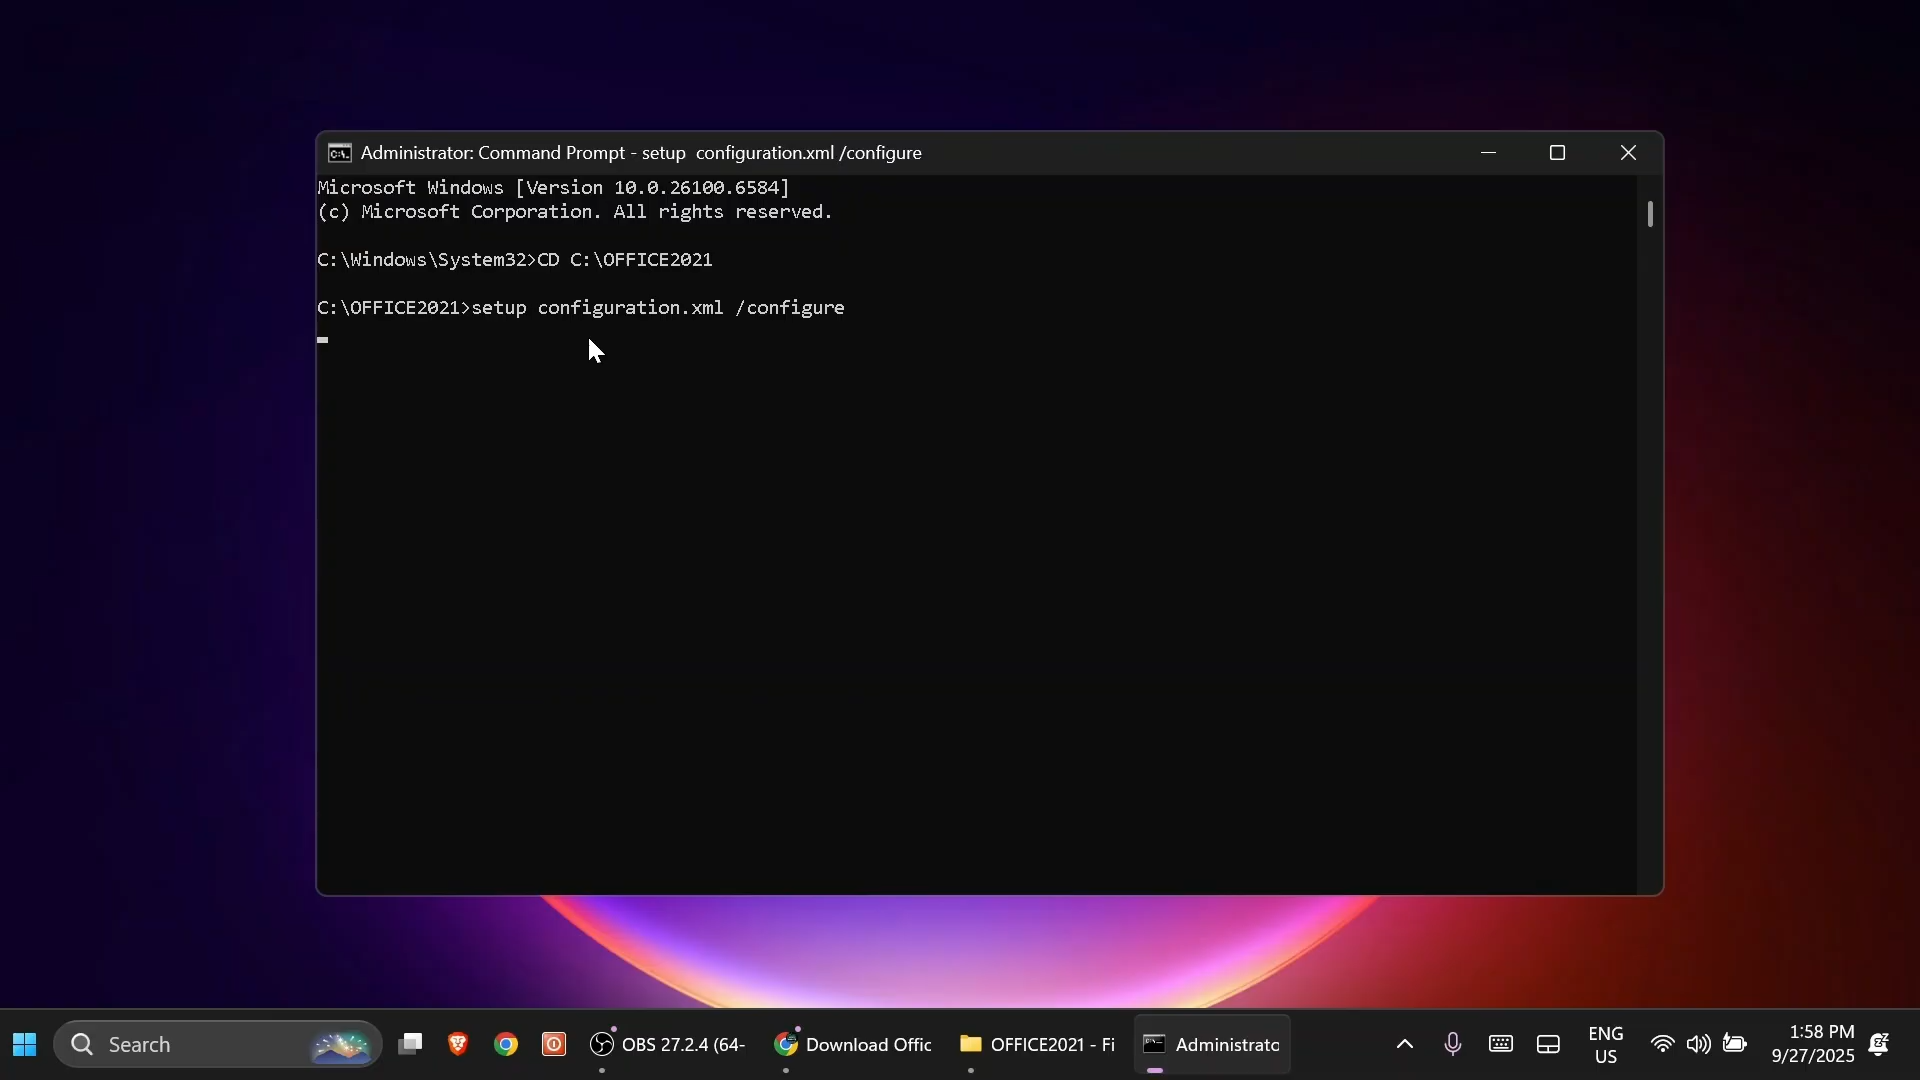 Administrator: Command Prompt - setup  configuration.xml /configure
Microsoft Windows [Version 10.0.26100.6584]
(c) Microsoft Corporation. All rights reserved.
C:\Windows\System32>CD C:\OFFICE2021
C:\OFFICE2021>setup configuration.xml /configure
Search
OBS 27.2.4 (64-
Download Offic
OFFICE2021 - Fi
Administrato
ENG
US
1:58 PM
9/27/2025